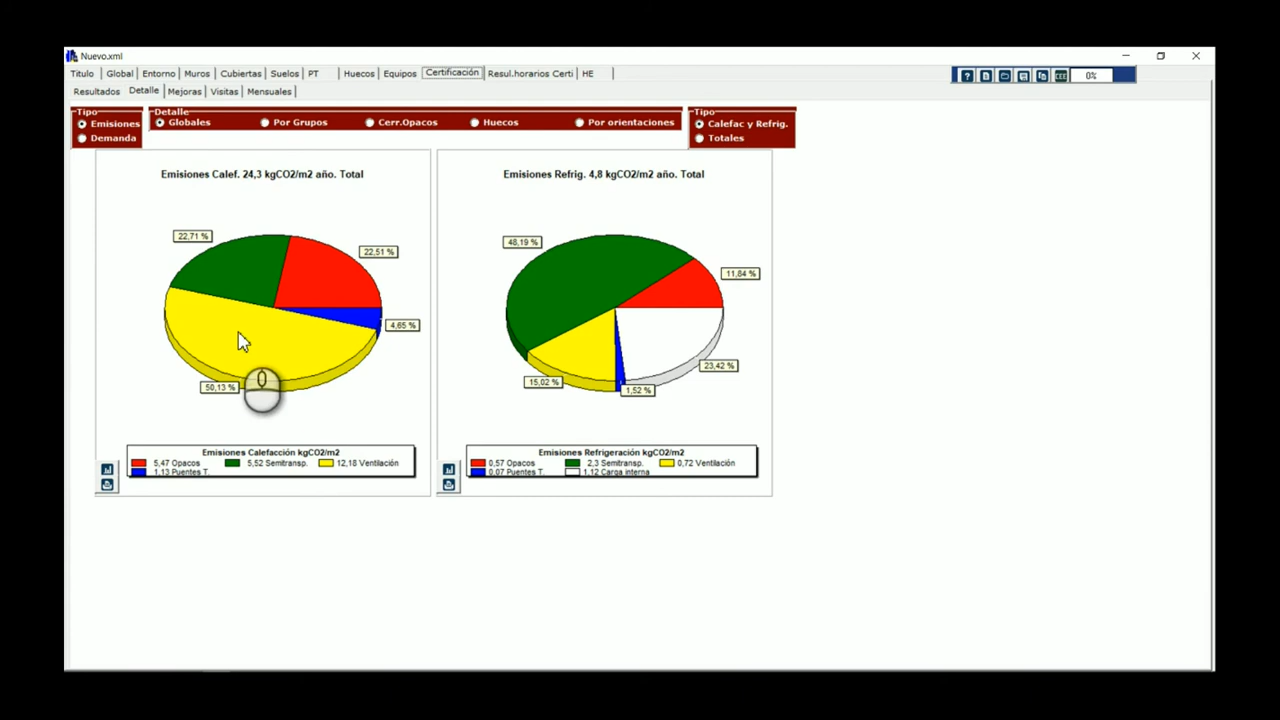 Nuevo.xml
Titulo Global Entorno Muros Cubiertas Suelos PT Huecos Equipos Certificación Resul.horarios Certi HE
0%
Resultados Detalle Mejoras Visitas Mensuales
Tipo Detalle Tipo
Emisiones Globales Por Grupos Cerr.Opacos Huecos Por orientaciones Calefac y Refrig.
Demanda Totales
Emisiones Calef. 24,3 kgCO2/m2 año. Total
22,71 %
22,51 %
4,65 %
50,13 %
Emisiones Calefacción kgCO2/m2
5,47 Opacos 5,52 Semitransp. 12,18 Ventilación
1,13 Puentes T.
Emisiones Refrig. 4,8 kgCO2/m2 año. Total
48,19 %
11,84 %
23,42 %
15,02 %
1,52 %
Emisiones Refrigeración kgCO2/m2
0,57 Opacos 2,3 Semitransp. 0,72 Ventilación
0,07 Puentes T. 1,12 Carga interna